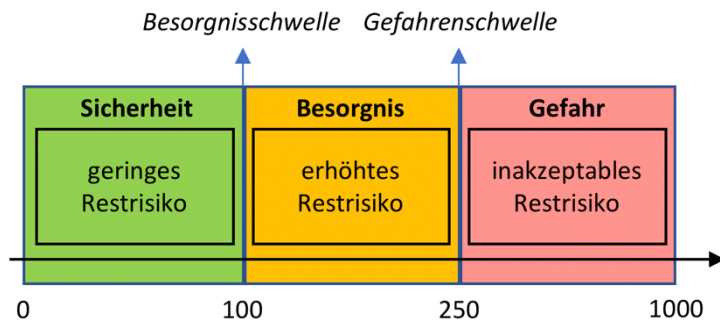 Besorgnisschwelle Gefahrenschwelle
Sicherheit Besorgnis Gefahr
geringes erhöhtes inakzeptables
Restrisiko Restrisiko Restrisiko
0 100 250 1000